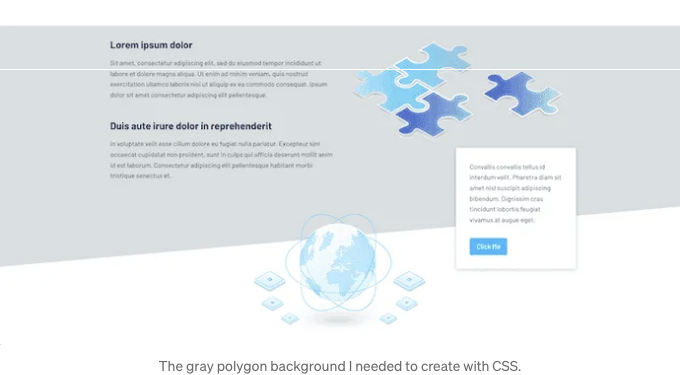 Lorem ipsum dolor
Sit amet, consectetur adipiscing elit, sed do eiusmod tempor incididunt ut
labore et dolore magna aliqua. Ut enim ad minim veniam, quis nostrud
exercitation ullamco laboris nisi ut aliquip ex ea commodo consequat. Ipsum
dolor sit amet consectetur adipiscing elit pellentesque.
Duis aute irure dolor in reprehenderit
in voluptate velit esse cillum dolore eu fugiat nulla pariatur. Excepteur sint
occaecat cupidatat non proident, sunt in culpa qui officia deserunt mollit anim
id est laborum. Consectetur adipiscing elit pellentesque habitant morbi
tristique senectus et.
Convallis convallis tellus id
interdum velit. Pharetra diam sit
amet nisl suscipit adipiscing
bibendum. Dignissim cras
tincidunt lobortis feugiat
vivamus at augue eget.
Click Me
The gray polygon background I needed to create with CSS.